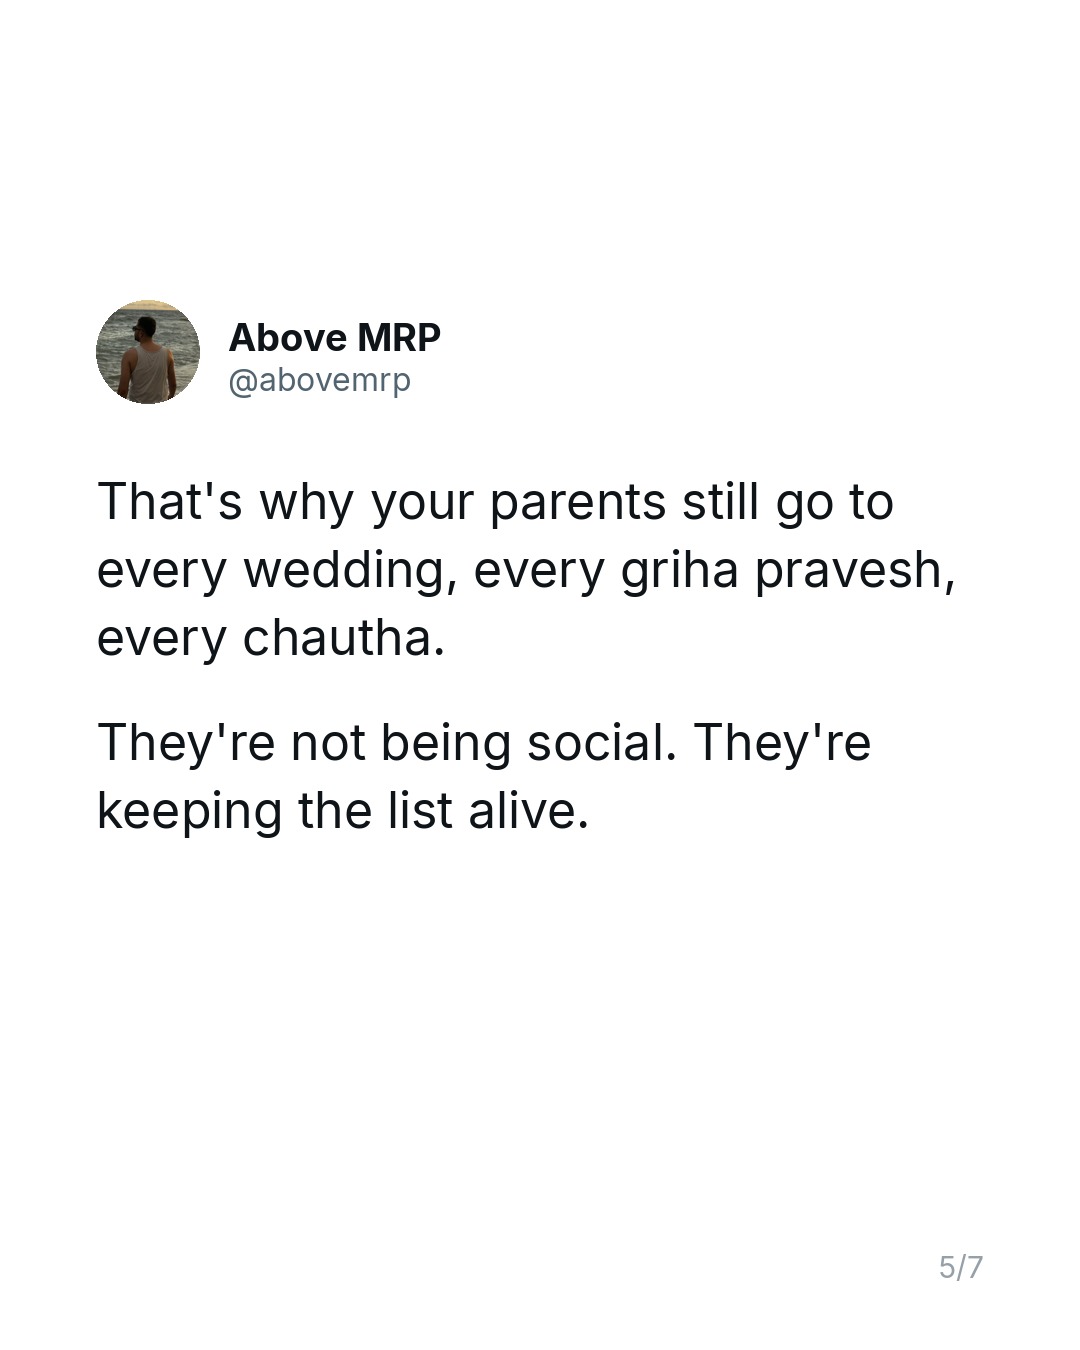 Above MRP
@abovemrp
That's why your parents still go to
every wedding, every griha pravesh,
every chautha.
They're not being social. They're
keeping the list alive.
5/7